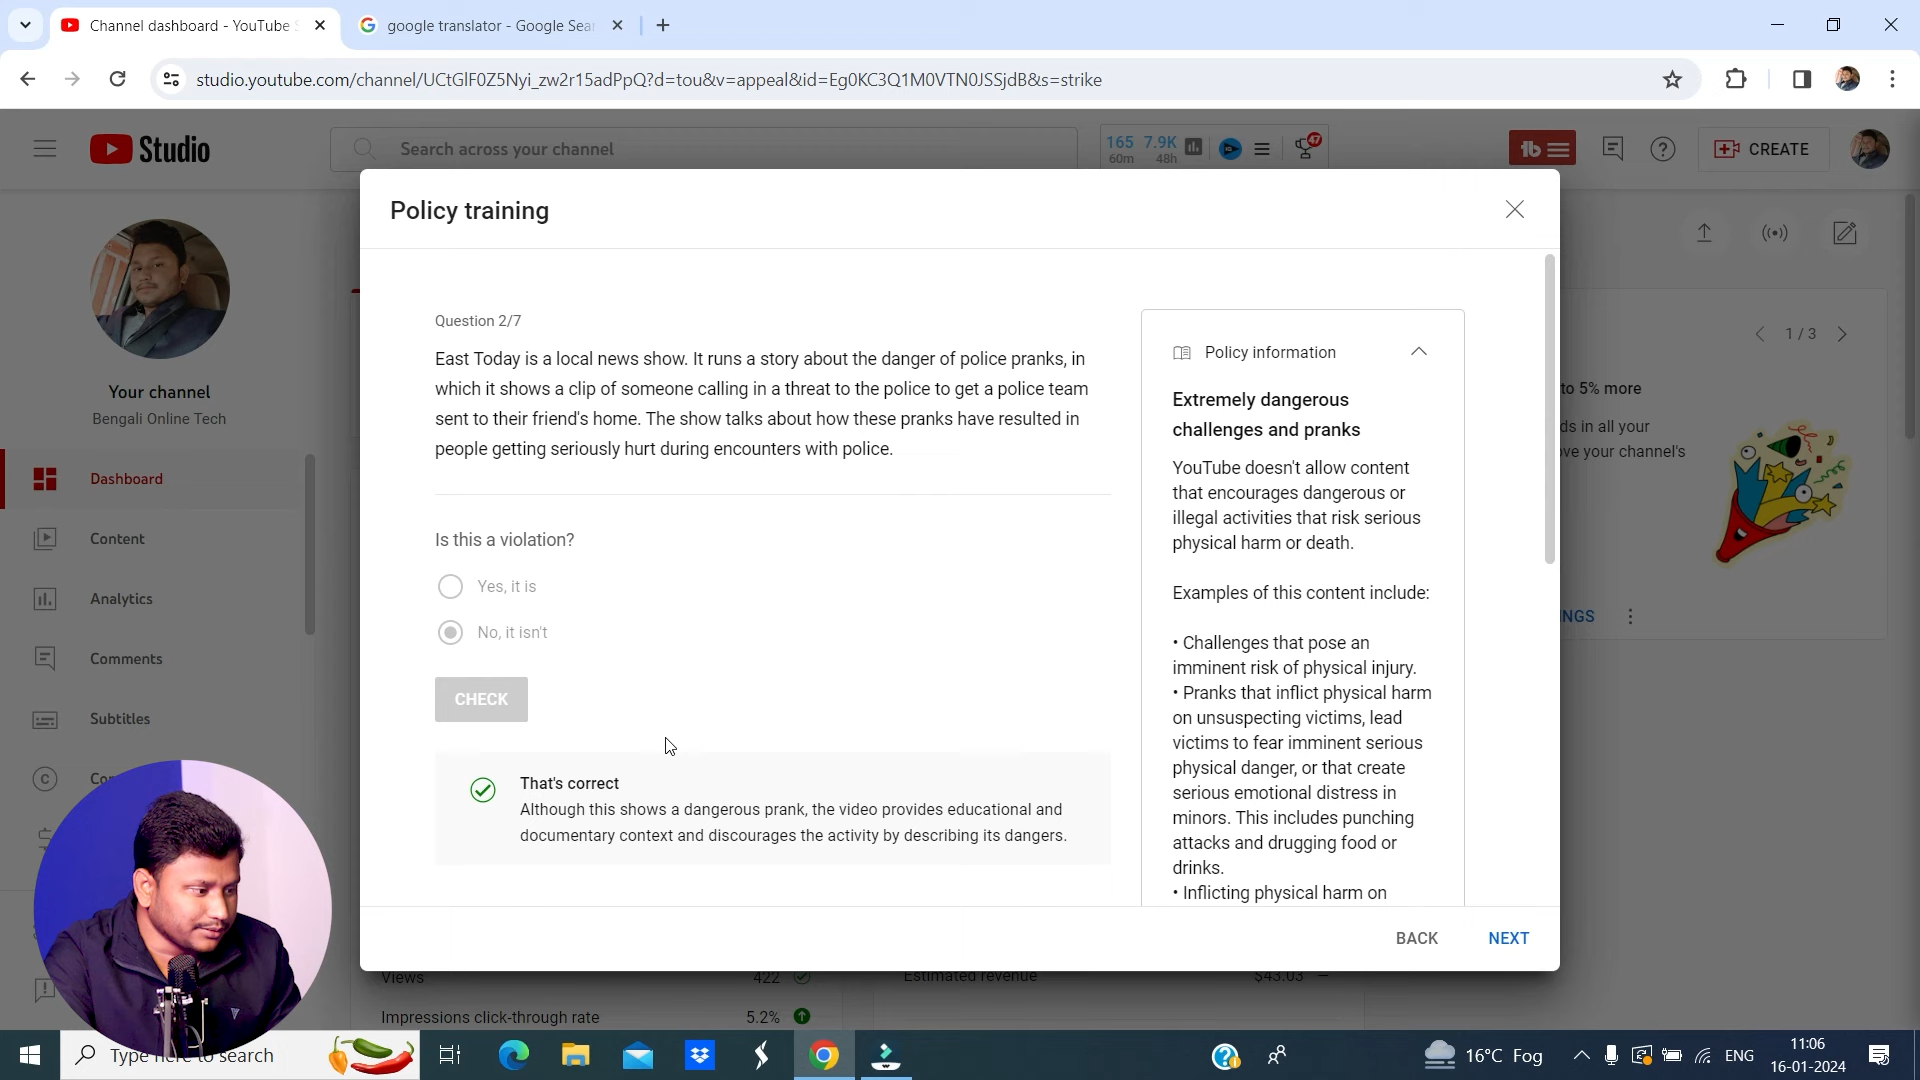 Channel dashboard - YouTube S
google translator - Google Sear
studio.youtube.com/channel/UCtGlF0Z5Nyi_zw2r15adPpQ?d=tou&v=appeal&id=Eg0KC3Q1M0VTN0JSSjdB&s=strike
Studio
Search across your channel
165 7.9K
60m 48h
47
CREATE
Policy training
Your channel
Bengali Online Tech
Dashboard
Content
Analytics
Comments
Subtitles
Question 2/7
East Today is a local news show. It runs a story about the danger of police pranks, in
which it shows a clip of someone calling in a threat to the police to get a police team
sent to their friend's home. The show talks about how these pranks have resulted in
people getting seriously hurt during encounters with police.
Is this a violation?
Yes, it is
No, it isn't
CHECK
That's correct
Although this shows a dangerous prank, the video provides educational and
documentary context and discourages the activity by describing its dangers.
Policy information
Extremely dangerous
challenges and pranks
YouTube doesn't allow content
that encourages dangerous or
illegal activities that risk serious
physical harm or death.
Examples of this content include:
• Challenges that pose an
imminent risk of physical injury.
• Pranks that inflict physical harm
on unsuspecting victims, lead
victims to fear imminent serious
physical danger, or that create
serious emotional distress in
minors. This includes punching
attacks and drugging food or
drinks.
• Inflicting physical harm on
BACK
NEXT
1 / 3
to 5% more
ds in all your
ve your channel's
NGS
Views 422
Estimated revenue $43.03
Impressions click-through rate 5.2%
Type here to search
16°C Fog
ENG
11:06
16-01-2024